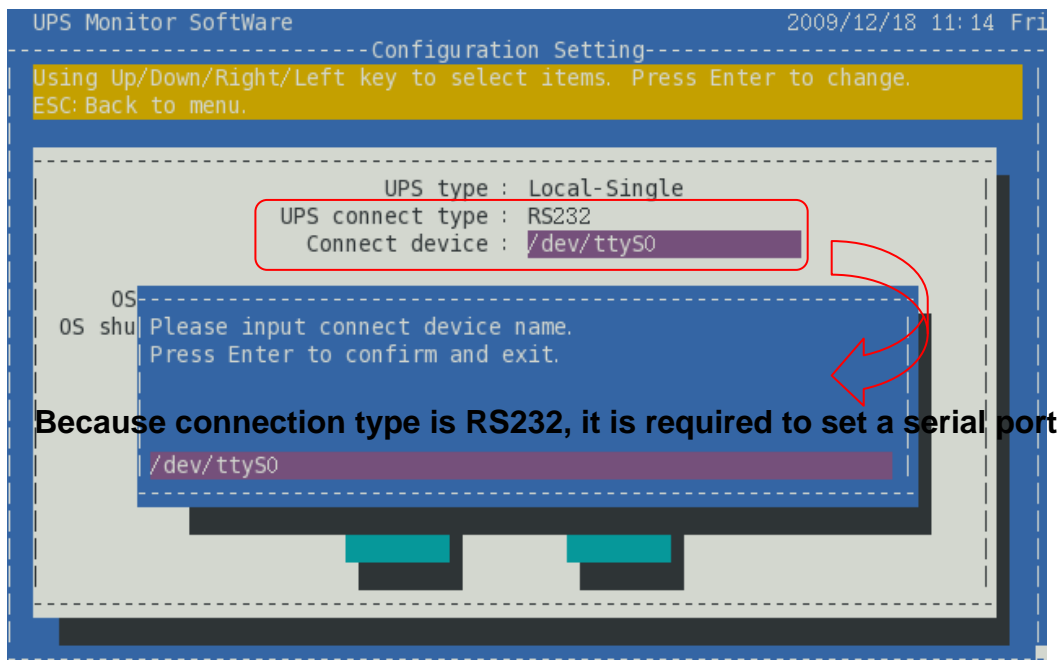 UPS Monitor SoftWare 2009/12/18 11:14 Fri
Configuration Setting
Using Up/Down/Right/Left key to select items. Press Enter to change.
ESC: Back to menu.
UPS type : Local-Single
UPS connect type : RS232
Connect device : /dev/ttyS0
OS
OS shu
Please input connect device name.
Press Enter to confirm and exit.
Because connection type is RS232, it is required to set a serial port
/dev/ttyS0